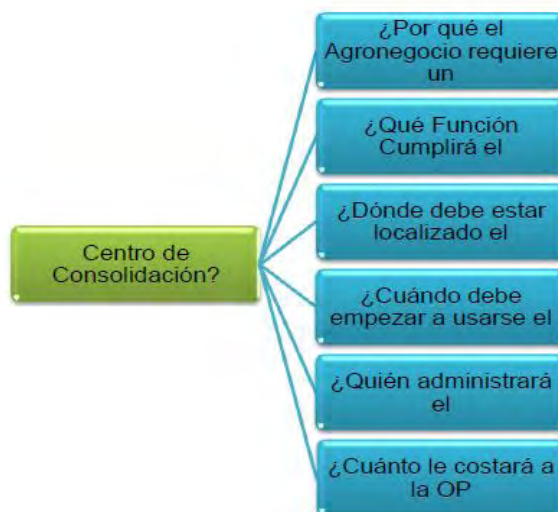 ¿Por qué el
Agronegocio requiere
un
¿Qué Función
Cumplirá el
¿Dónde debe estar
localizado el
Centro de
Consolidación?
¿Cuándo debe
empezar a usarse el
¿Quién administrará
el
¿Cuánto le costará a
la OP